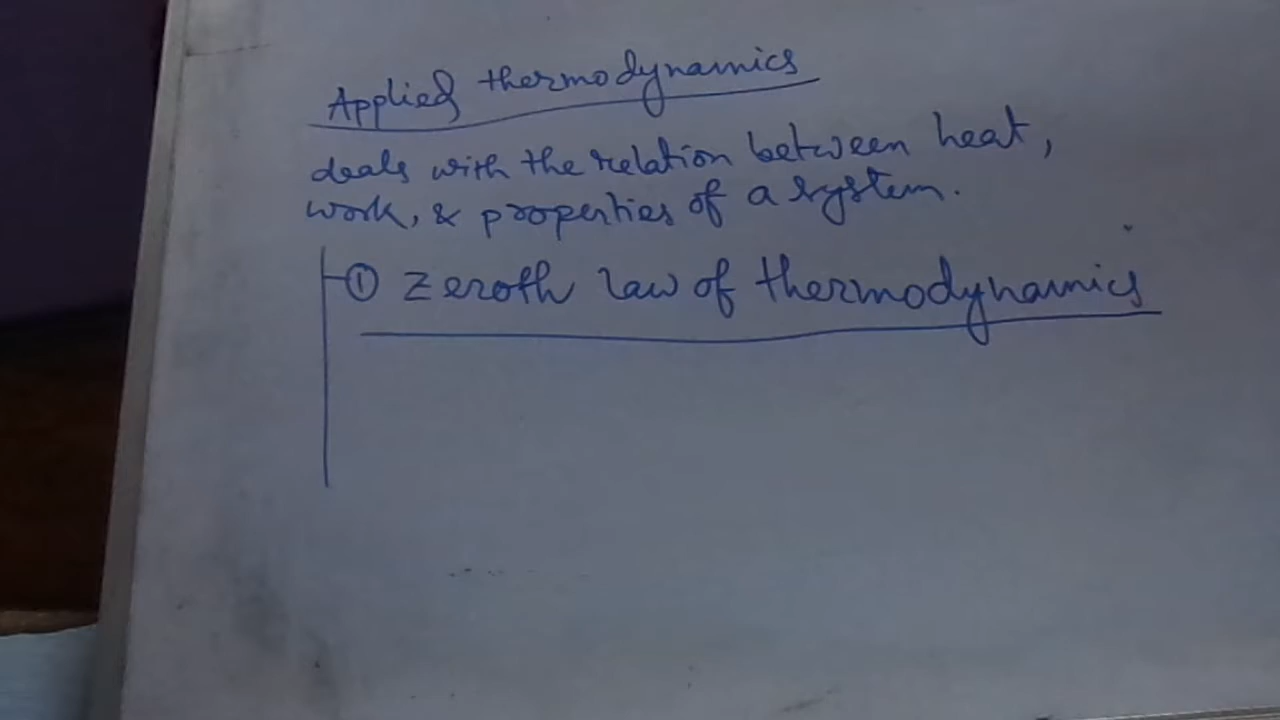 Applied thermodynamics
deals with the relation between heat,
work, & properties of a system.
① Zeroth law of thermodynamics